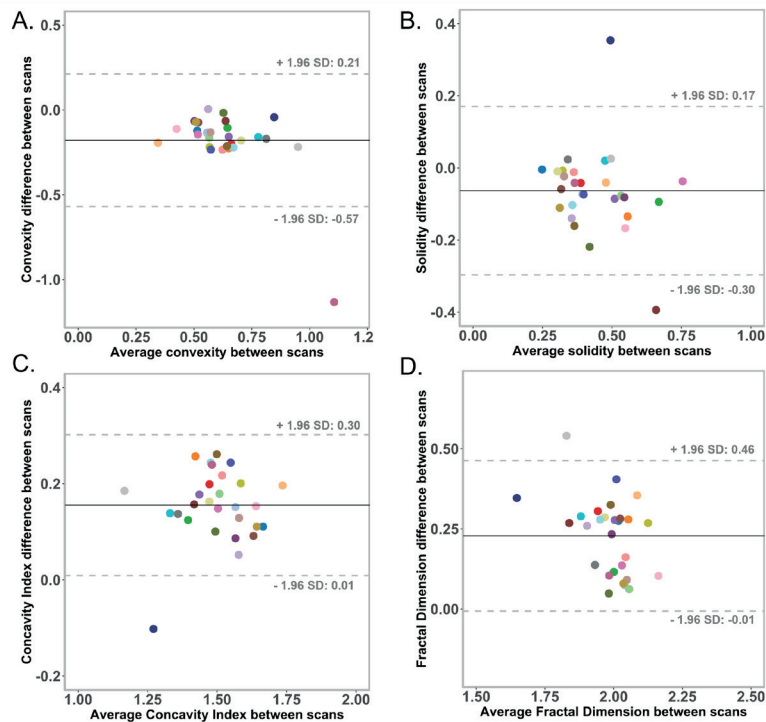 A.
Convexity difference between scans
0.5
0.0
-0.5
-1.0
+ 1.96 SD: 0.21
- 1.96 SD: -0.57
0.00 0.25 0.50 0.75 1.00 1.2
Average convexity between scans
B.
Solidity difference between scans
0.4
0.2
0.0
-0.2
-0.4
+ 1.96 SD: 0.17
- 1.96 SD: -0.30
0.00 0.25 0.50 0.75 1.00
Average solidity between scans
C.
Concavity Index difference between scans
0.4
0.2
0.0
-0.2
+ 1.96 SD: 0.30
- 1.96 SD: 0.01
1.00 1.25 1.50 1.75 2.00
Average Concavity Index between scans
D.
Fractal Dimension difference between scans
0.50
0.25
0.00
+ 1.96 SD: 0.46
- 1.96 SD: -0.01
1.50 1.75 2.00 2.25 2.50
Average Fractal Dimension between scans